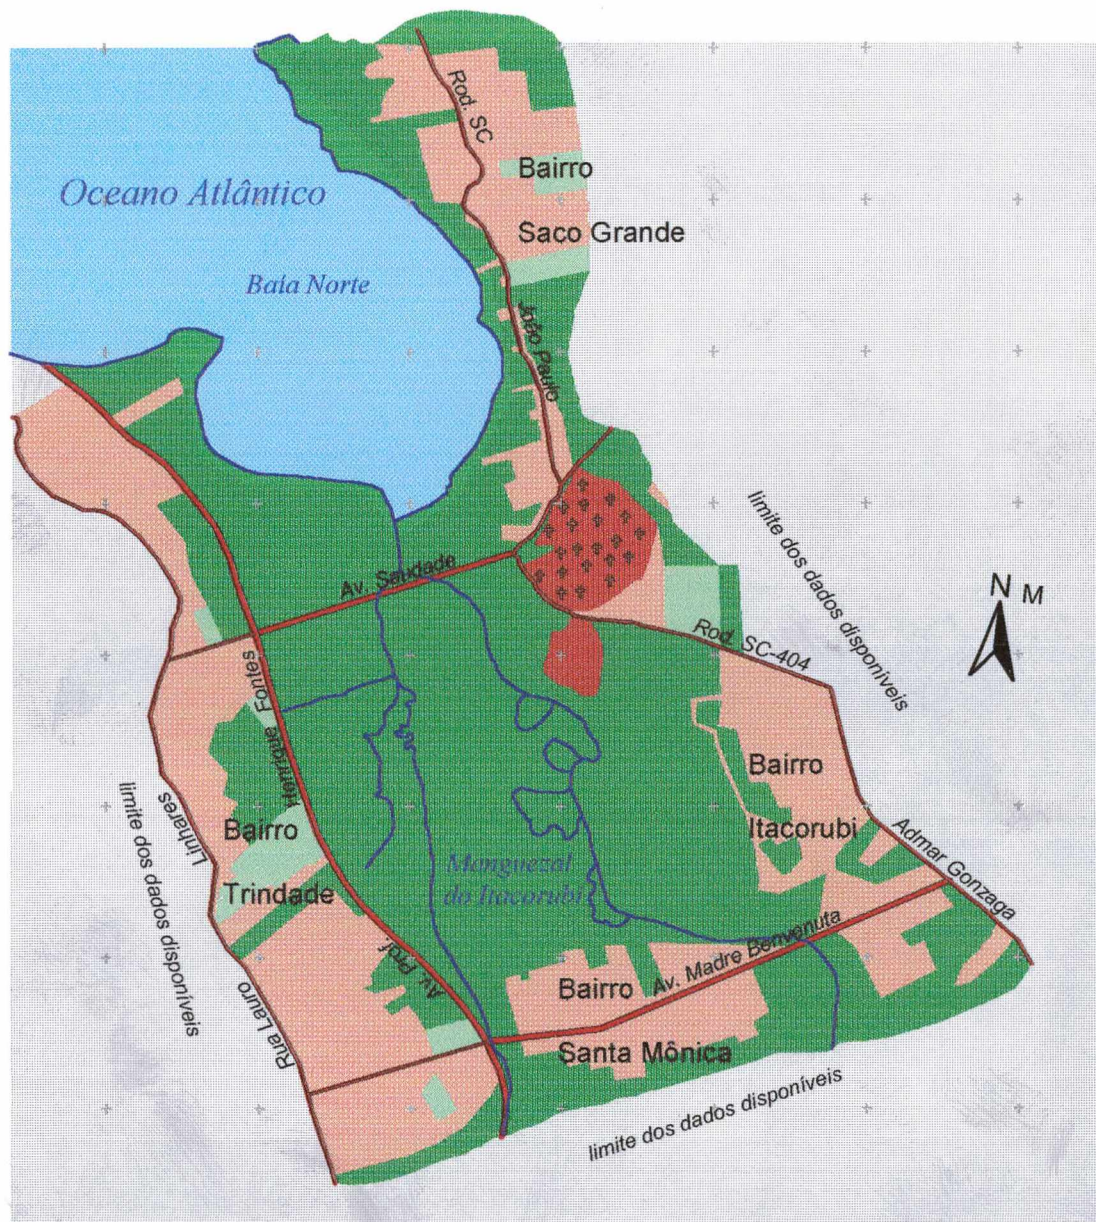 Rod. SC
Bairro
Oceano Atlântico
Saco Grande
Baía Norte
João Paulo
limite dos dados disponíveis
Av. Saudade
N M
Rod. SC-404
Henrique Fontes
Bairro
limite dos dados disponíveis
Linhares
Bairro
Itacorubi
Admar Gonzaga
Manguezal
do Itacorubi
Trindade
Av. Prof
Av. Madre Benvenuta
Bairro
Rua Lauro
Santa Mônica
limite dos dados disponíveis